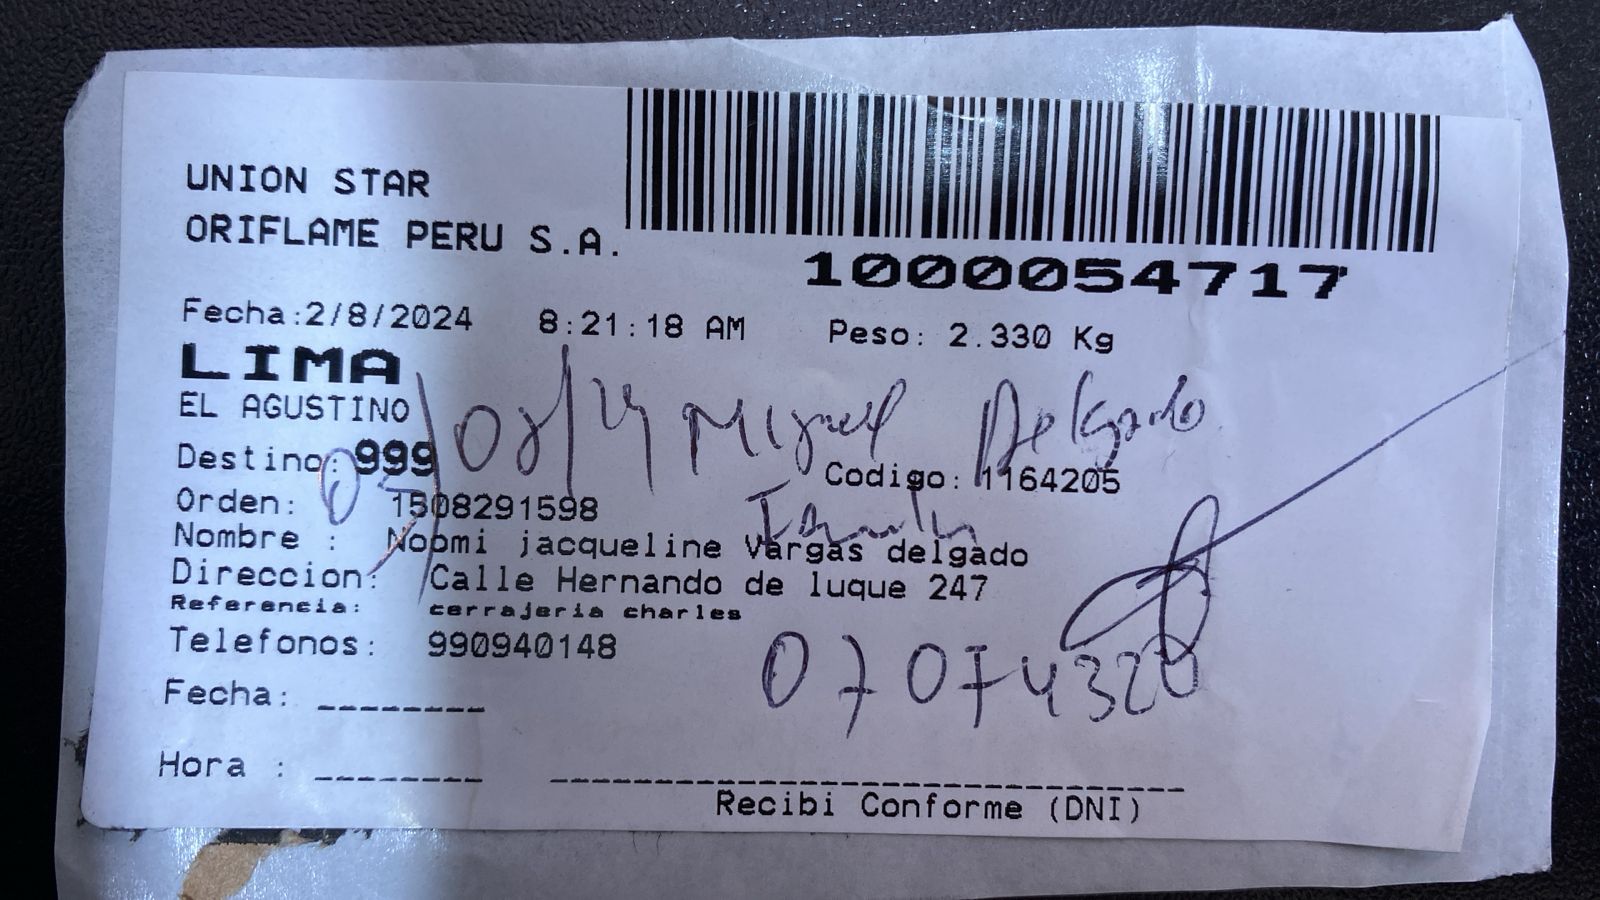 UNION STAR
ORIFLAME PERU S.A.
1000054717
Fecha:2/8/2024 8:21:18 AM Peso: 2.330 Kg
LIMA
EL AGUSTINO
08/24 Miguel Delgado
Destino: 999 Codigo: 1164205
Orden: 1508291598
Nombre : Noomi jacqueline Vargas delgado
Direccion: Calle Hernando de luque 247
Referencia: cerrajeria charles
Telefonos: 990940148
07074320
Fecha: ________
Hora : ________
Recibi Conforme (DNI)